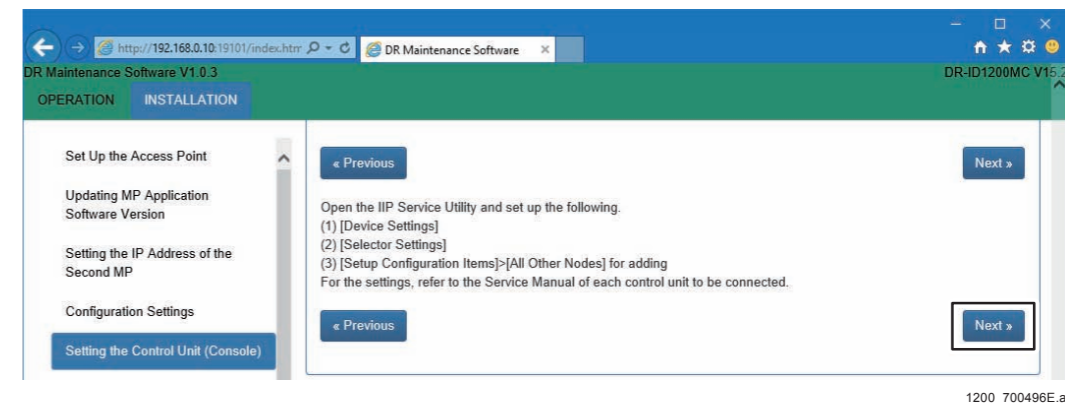 http://192.168.0.10:19101/index.htm
DR Maintenance Software
DR Maintenance Software V1.0.3
DR-ID1200MC V15.2
OPERATION INSTALLATION
Set Up the Access Point
Updating MP Application
Software Version
Setting the IP Address of the
Second MP
Configuration Settings
Setting the Control Unit (Console)
« Previous
Next »
Open the IIP Service Utility and set up the following.
(1) [Device Settings]
(2) [Selector Settings]
(3) [Setup Configuration Items]>[All Other Nodes] for adding
For the settings, refer to the Service Manual of each control unit to be connected.
« Previous
Next »
1200_700496E.a